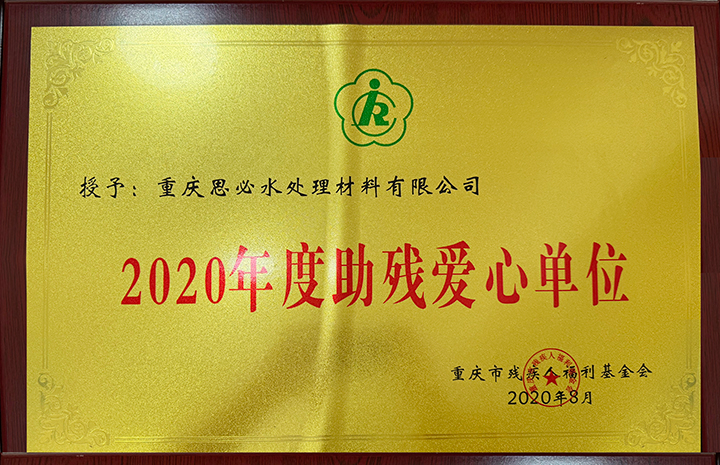 授予：重庆思必水处理材料有限公司
2020年度助残爱心单位
重庆市残疾人福利基金会
2020年8月